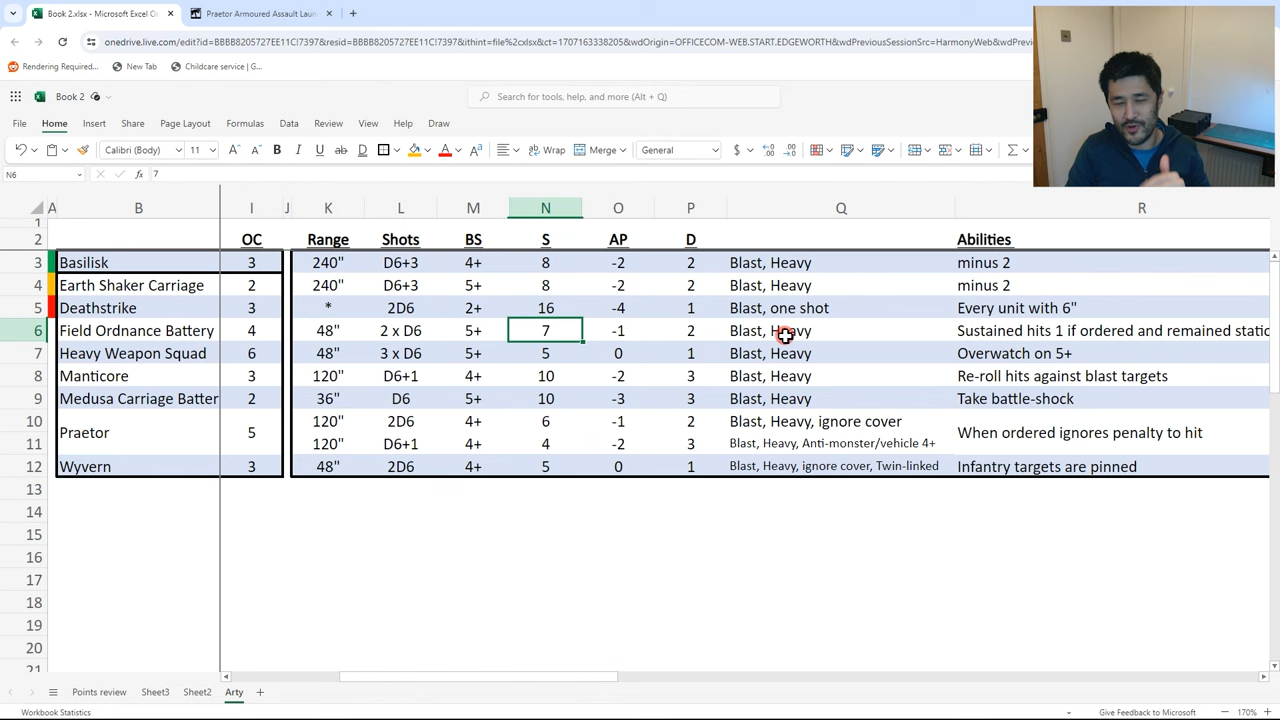 Book 2.xlsx - Microsoft Excel O
Praetor Armoured Assault Laun
onedrive.live.com/edit?id=BBBB8205727EE11C!7397&resid=BBBB8205727EE11C!7397&ithint=file%2cxlsx&ct=1707163338205&wdOrigin=OFFICECOM-WEB.START.EDGEWORTH&wdPreviousSessionSrc=HarmonyWeb&wdPrevi
Rendering Required...
New Tab
Childcare service | G...
Book 2
Search for tools, help, and more (Alt + Q)
File Home Insert Share Page Layout Formulas Data Review View Help Draw
Calibri (Body) 11 B I U ab Wrap Merge General $
N6 fx 7
A B I J K L M N O P Q R
1
2 OC Range Shots BS S AP D Abilities
3 Basilisk 3 240" D6+3 4+ 8 -2 2 Blast, Heavy minus 2
4 Earth Shaker Carriage 2 240" D6+3 5+ 8 -2 2 Blast, Heavy minus 2
5 Deathstrike 3 * 2D6 2+ 16 -4 1 Blast, one shot Every unit with 6"
6 Field Ordnance Battery 4 48" 2 x D6 5+ 7 -1 2 Blast, Heavy Sustained hits 1 if ordered and remained static
7 Heavy Weapon Squad 6 48" 3 x D6 5+ 5 0 1 Blast, Heavy Overwatch on 5+
8 Manticore 3 120" D6+1 4+ 10 -2 3 Blast, Heavy Re-roll hits against blast targets
9 Medusa Carriage Batter 2 36" D6 5+ 10 -3 3 Blast, Heavy Take battle-shock
10 120" 2D6 4+ 6 -1 2 Blast, Heavy, ignore cover
Praetor 5 When ordered ignores penalty to hit
11 120" D6+1 4+ 4 -2 3 Blast, Heavy, Anti-monster/vehicle 4+
12 Wyvern 3 48" 2D6 4+ 5 0 1 Blast, Heavy, ignore cover, Twin-linked Infantry targets are pinned
13
14
15
16
17
18
19
20
21
Points review Sheet3 Sheet2 Arty
Workbook Statistics
Give Feedback to Microsoft
170%